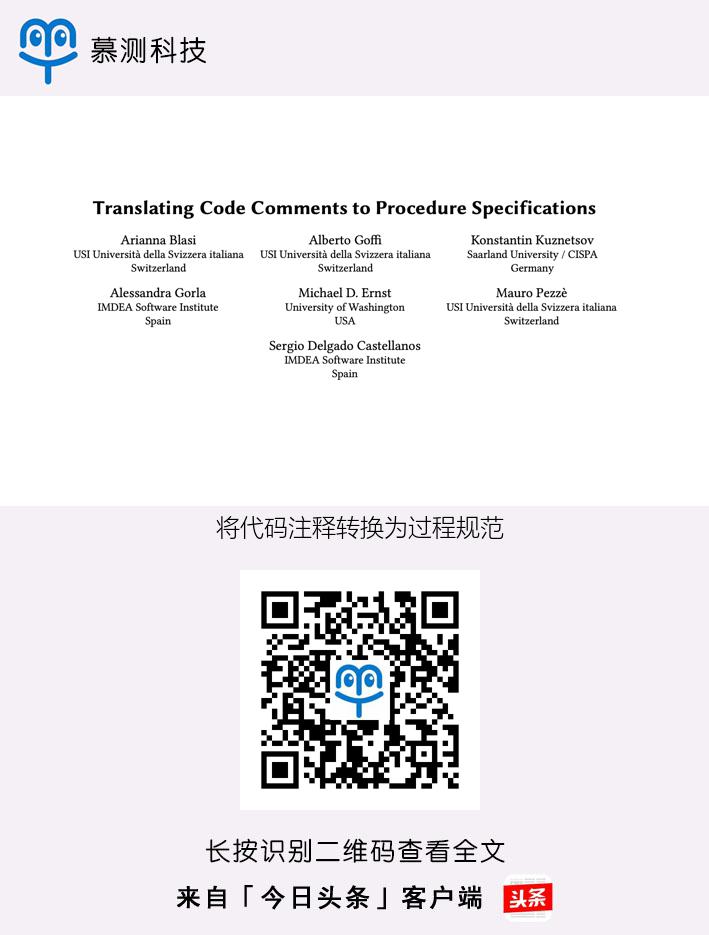 慕测科技
Translating Code Comments to Procedure Specifications
Arianna Blasi
USI Università della Svizzera italiana
Switzerland
Alberto Goffi
USI Università della Svizzera italiana
Switzerland
Konstantin Kuznetsov
Saarland University / CISPA
Germany
Alessandra Gorla
IMDEA Software Institute
Spain
Michael D. Ernst
University of Washington
USA
Mauro Pezzè
USI Università della Svizzera italiana
Switzerland
Sergio Delgado Castellanos
IMDEA Software Institute
Spain
将代码注释转换为过程规范
长按识别二维码查看全文
来自「今日头条」客户端
头条